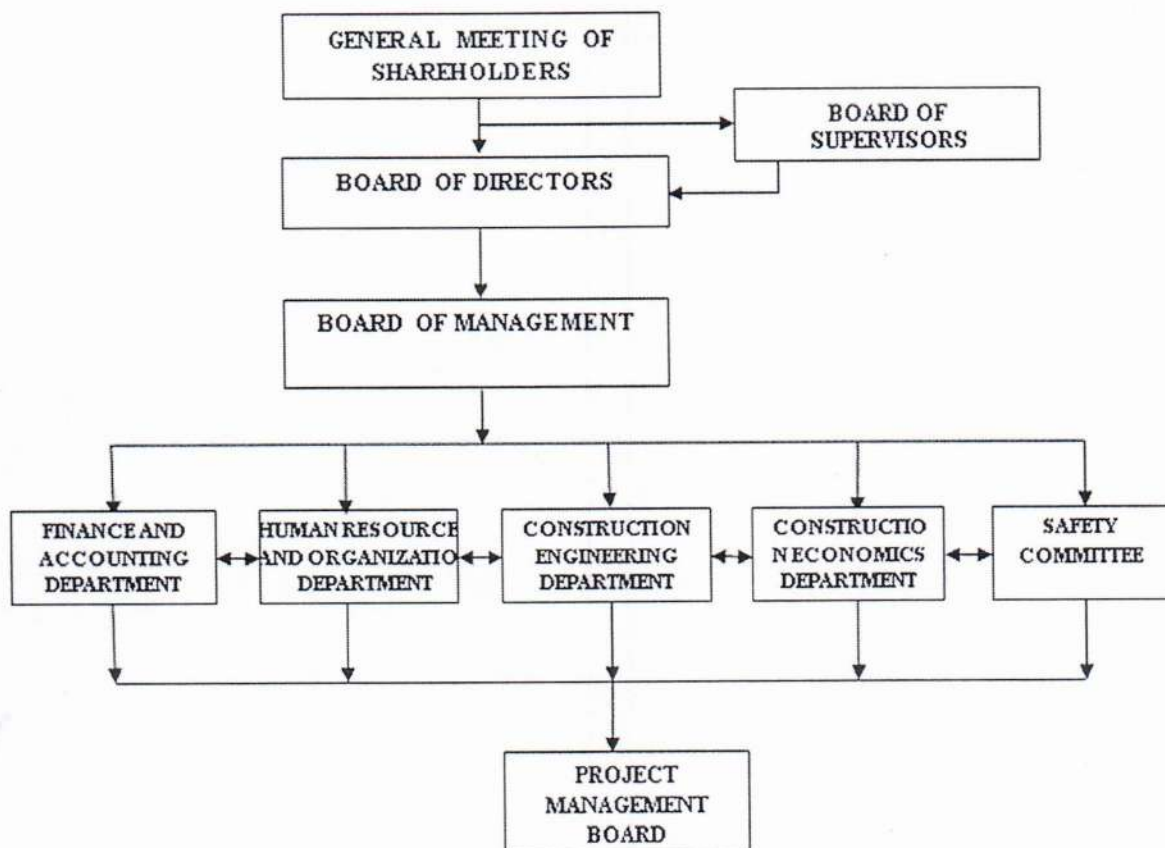 GENERAL MEETING OF
SHAREHOLDERS
BOARD OF
SUPERVISORS
BOARD OF DIRECTORS
BOARD OF MANAGEMENT
FINANCE AND
ACCOUNTING
DEPARTMENT
HUMAN RESOURCE
AND ORGANIZATIO
DEPARTMENT
CONSTRUCTION
ENGINEERING
DEPARTMENT
CONSTRUCTIO
N ECONOMICS
DEPARTMENT
SAFETY
COMMITTEE
PROJECT
MANAGEMENT
BOARD